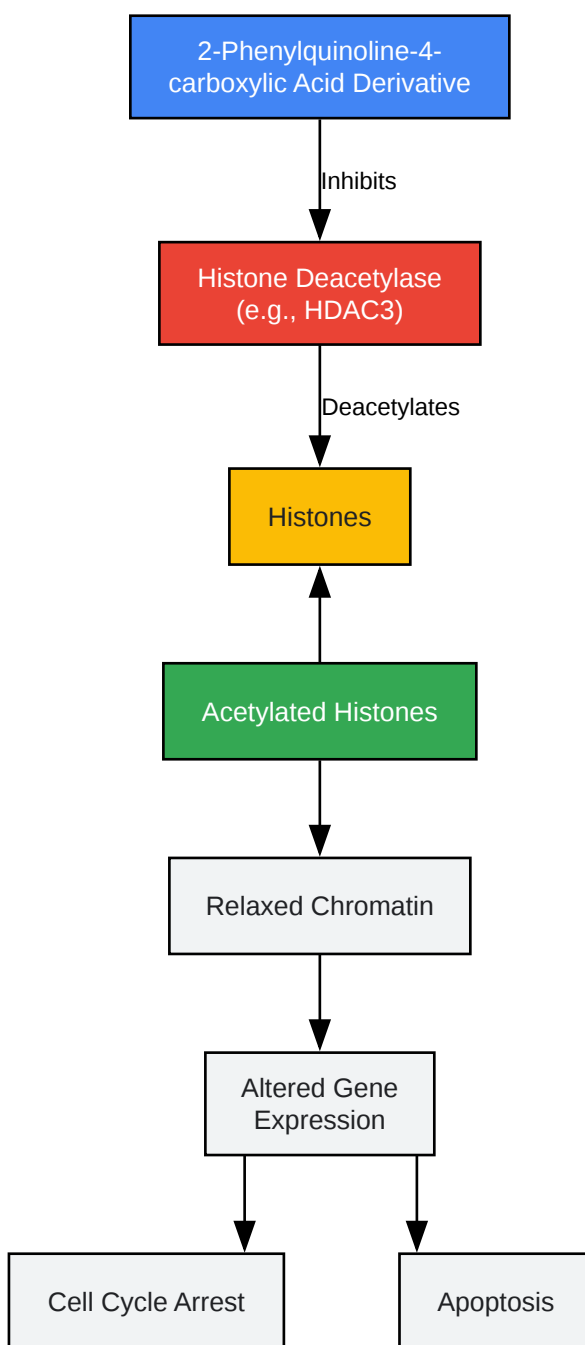 2-Phenylquinoline-4-
carboxylic Acid Derivative
Inhibits
Histone Deacetylase
(e.g., HDAC3)
Deacetylates
Histones
Acetylated Histones
Relaxed Chromatin
Altered Gene
Expression
Cell Cycle Arrest
Apoptosis